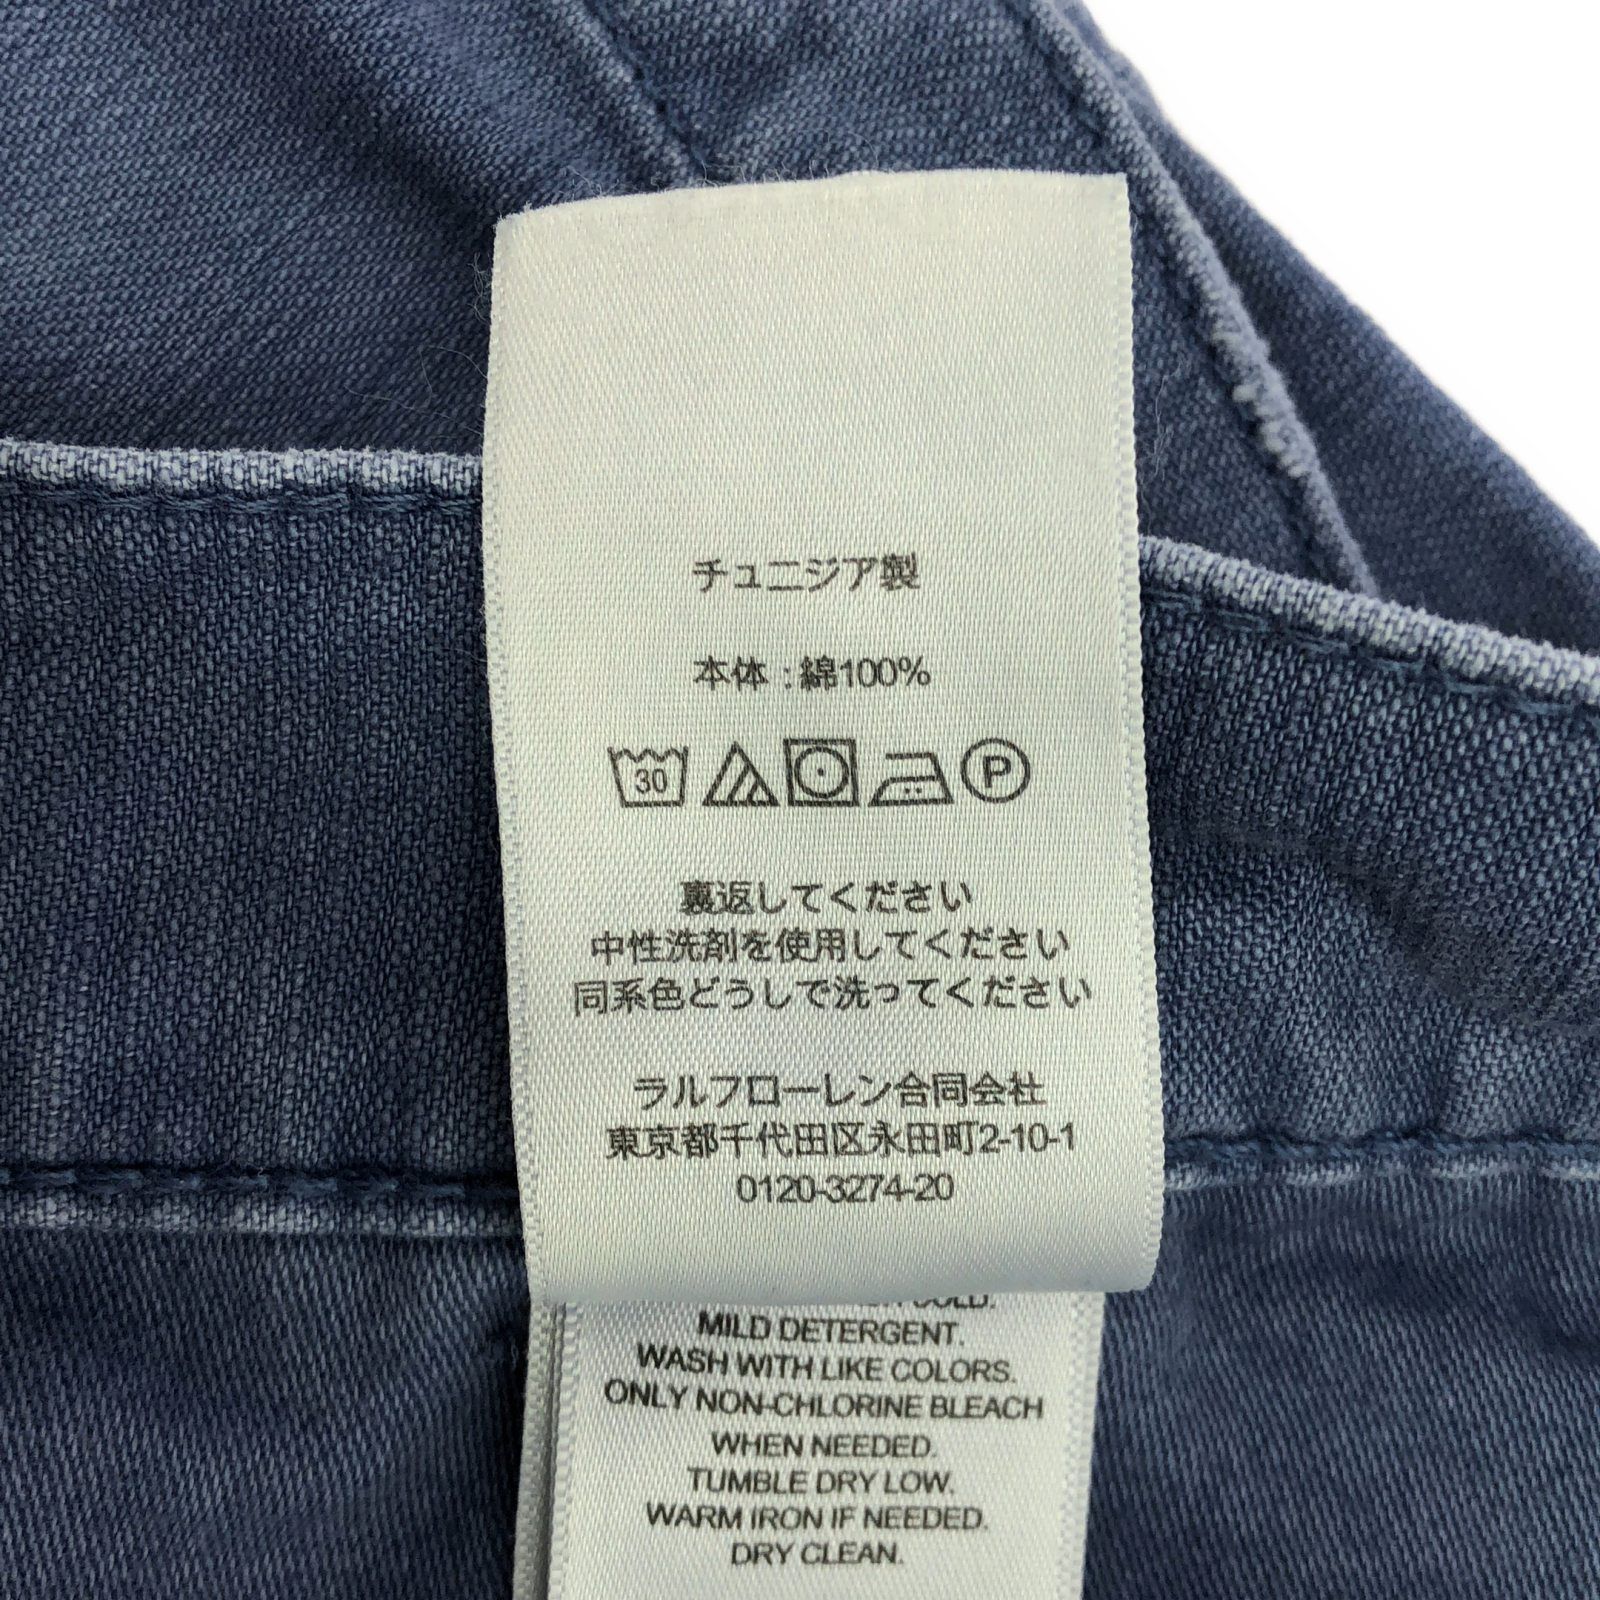 チュニジア製
本体：綿100%
30 P
裏返してください
中性洗剤を使用してください
同系色どうしで洗ってください
ラルフローレン合同会社
東京都千代田区永田町2-10-1
0120-3274-20
COLD.
MILD DETERGENT.
WASH WITH LIKE COLORS.
ONLY NON-CHLORINE BLEACH
WHEN NEEDED.
TUMBLE DRY LOW.
WARM IRON IF NEEDED.
DRY CLEAN.